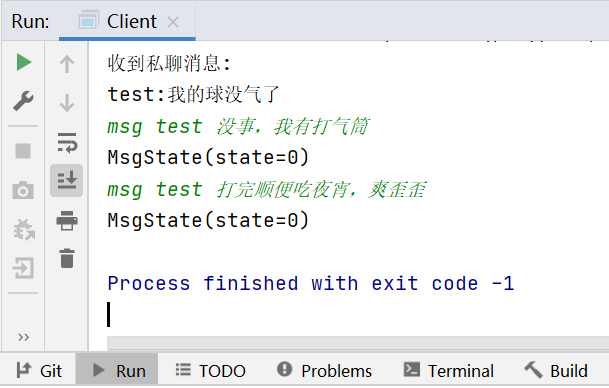 Run: Client
收到私聊消息:
test:我的球没气了
msg test 没事，我有打气筒
MsgState(state=0)
msg test 打完顺便吃夜宵，爽歪歪
MsgState(state=0)
Process finished with exit code -1
Git Run TODO Problems Terminal Build